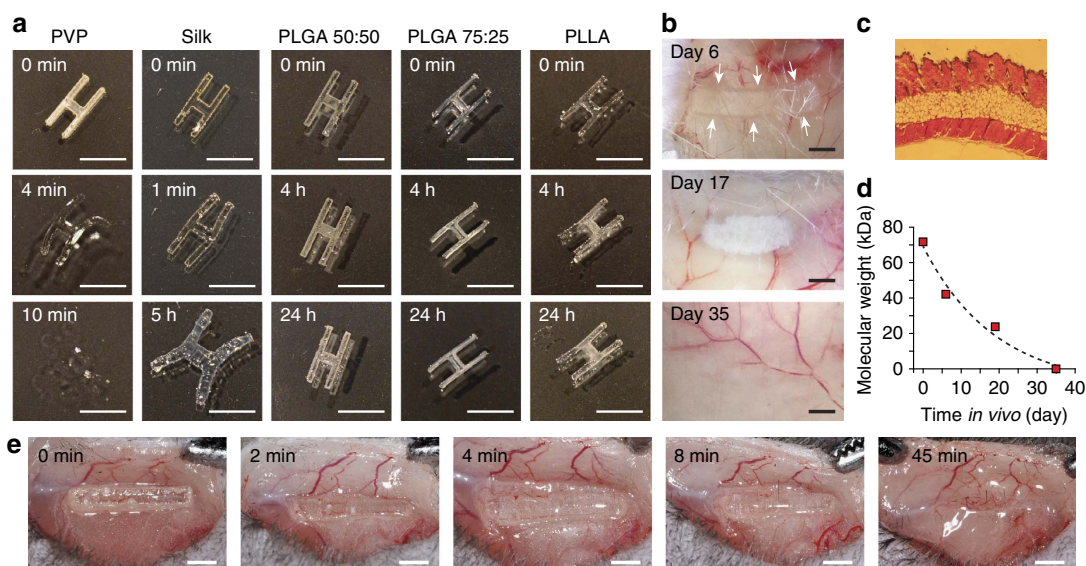 a
PVP Silk PLGA 50:50 PLGA 75:25 PLLA
0 min 0 min 0 min 0 min 0 min
4 min 1 min 4 h 4 h 4 h
10 min 5 h 24 h 24 h 24 h
b
Day 6
Day 17
Day 35
c
d
Molecular weight (kDa)
80
60
40
20
0
0 10 20 30 40
Time in vivo (day)
e
0 min 2 min 4 min 8 min 45 min